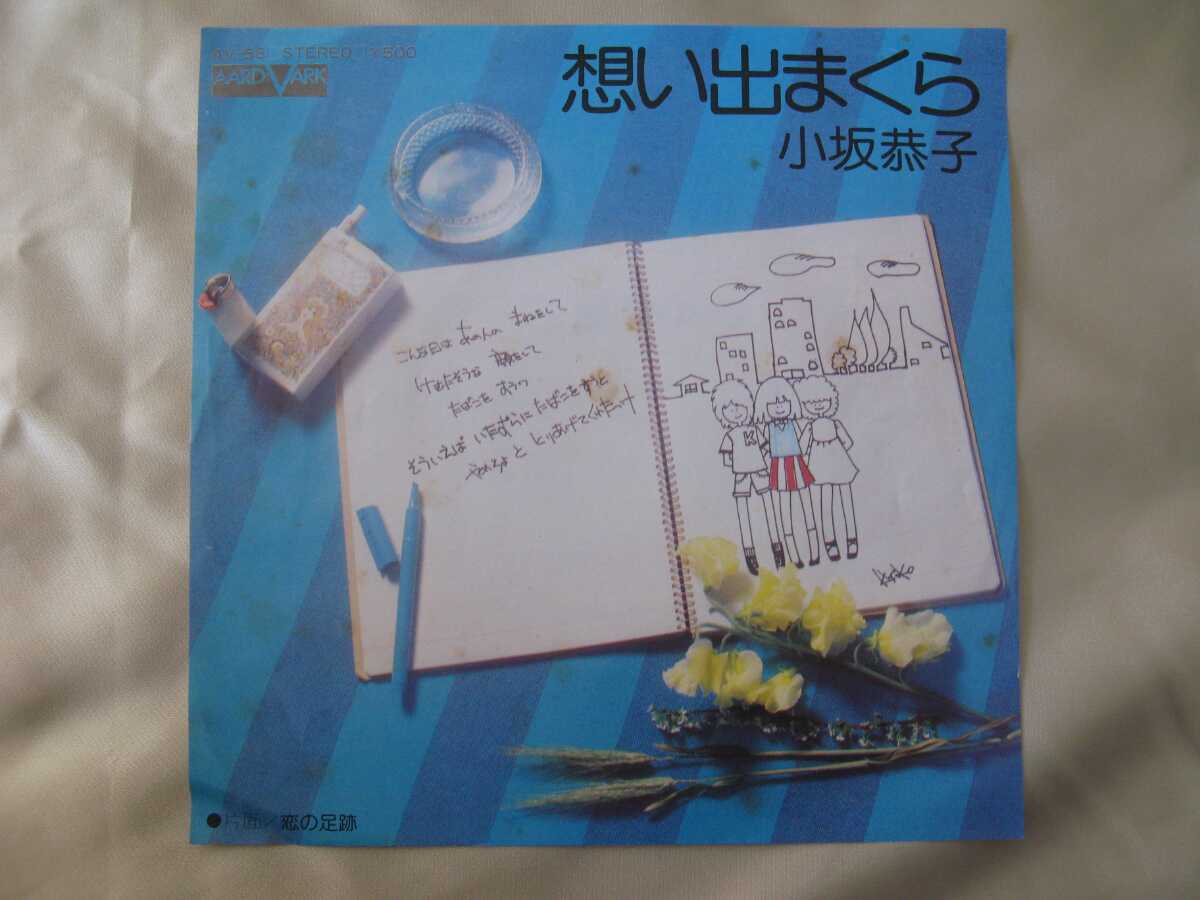 AV-58 STEREO ¥500
AARD-VARK
想い出まくら
小坂恭子
こんな日は あの人の まねをして
けむたそうな 顔をして
たばこを すうわ
そういえば いたずらに たばこをすうと
やめろよ と とりあげてくれたっけ
K
●片面/恋の足跡